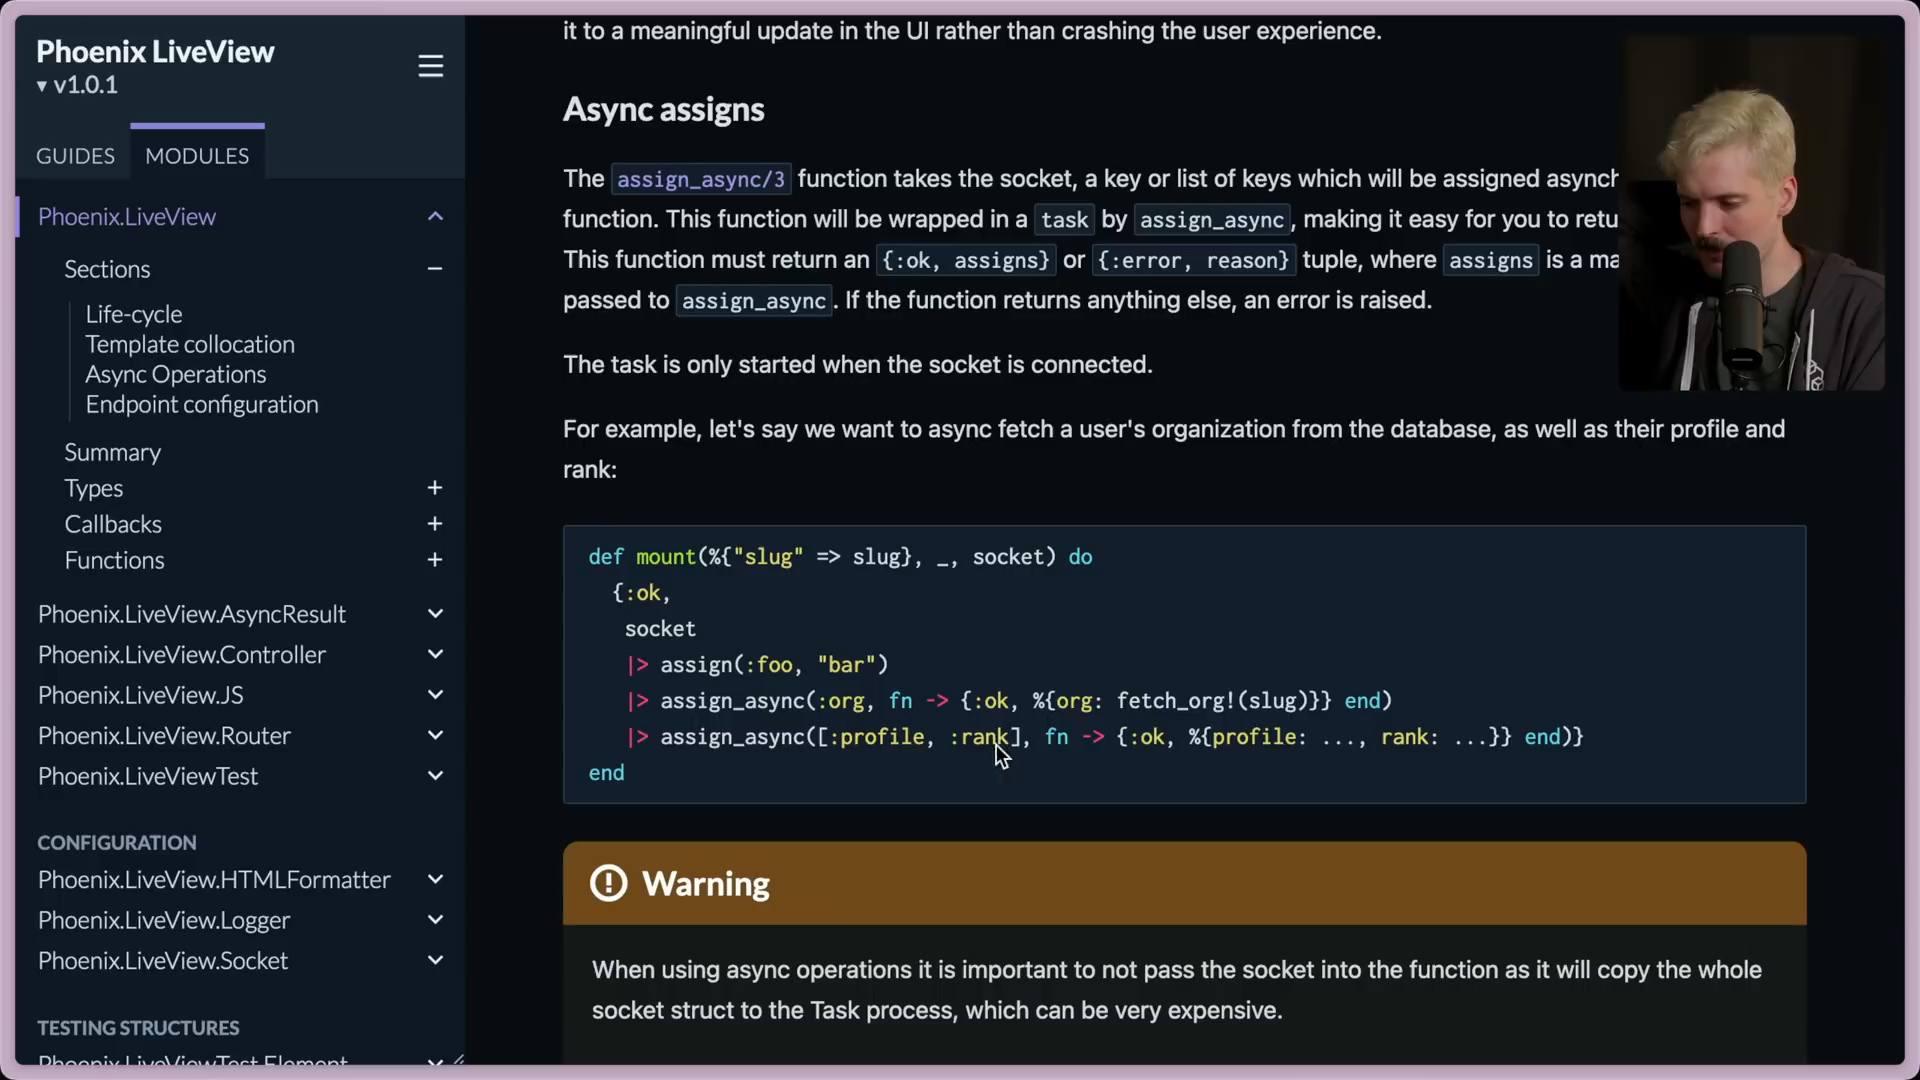 Phoenix LiveView
▾ v1.0.1
GUIDES
MODULES
Phoenix.LiveView
Sections
Life-cycle
Template collocation
Async Operations
Endpoint configuration
Summary
Types
Callbacks
Functions
Phoenix.LiveView.AsyncResult
Phoenix.LiveView.Controller
Phoenix.LiveView.JS
Phoenix.LiveView.Router
Phoenix.LiveViewTest
CONFIGURATION
Phoenix.LiveView.HTMLFormatter
Phoenix.LiveView.Logger
Phoenix.LiveView.Socket
TESTING STRUCTURES
Phoenix.LiveViewTest.Element
it to a meaningful update in the UI rather than crashing the user experience.
Async assigns
The assign_async/3 function takes the socket, a key or list of keys which will be assigned asynch
function. This function will be wrapped in a task by assign_async, making it easy for you to retu
This function must return an {:ok, assigns} or {:error, reason} tuple, where assigns is a ma
passed to assign_async. If the function returns anything else, an error is raised.
The task is only started when the socket is connected.
For example, let's say we want to async fetch a user's organization from the database, as well as their profile and
rank:
def mount(%{"slug" => slug}, _, socket) do
{:ok,
socket
|> assign(:foo, "bar")
|> assign_async(:org, fn -> {:ok, %{org: fetch_org!(slug)}} end)
|> assign_async([:profile, :rank], fn -> {:ok, %{profile: ..., rank: ...}} end)}
end
Warning
When using async operations it is important to not pass the socket into the function as it will copy the whole
socket struct to the Task process, which can be very expensive.